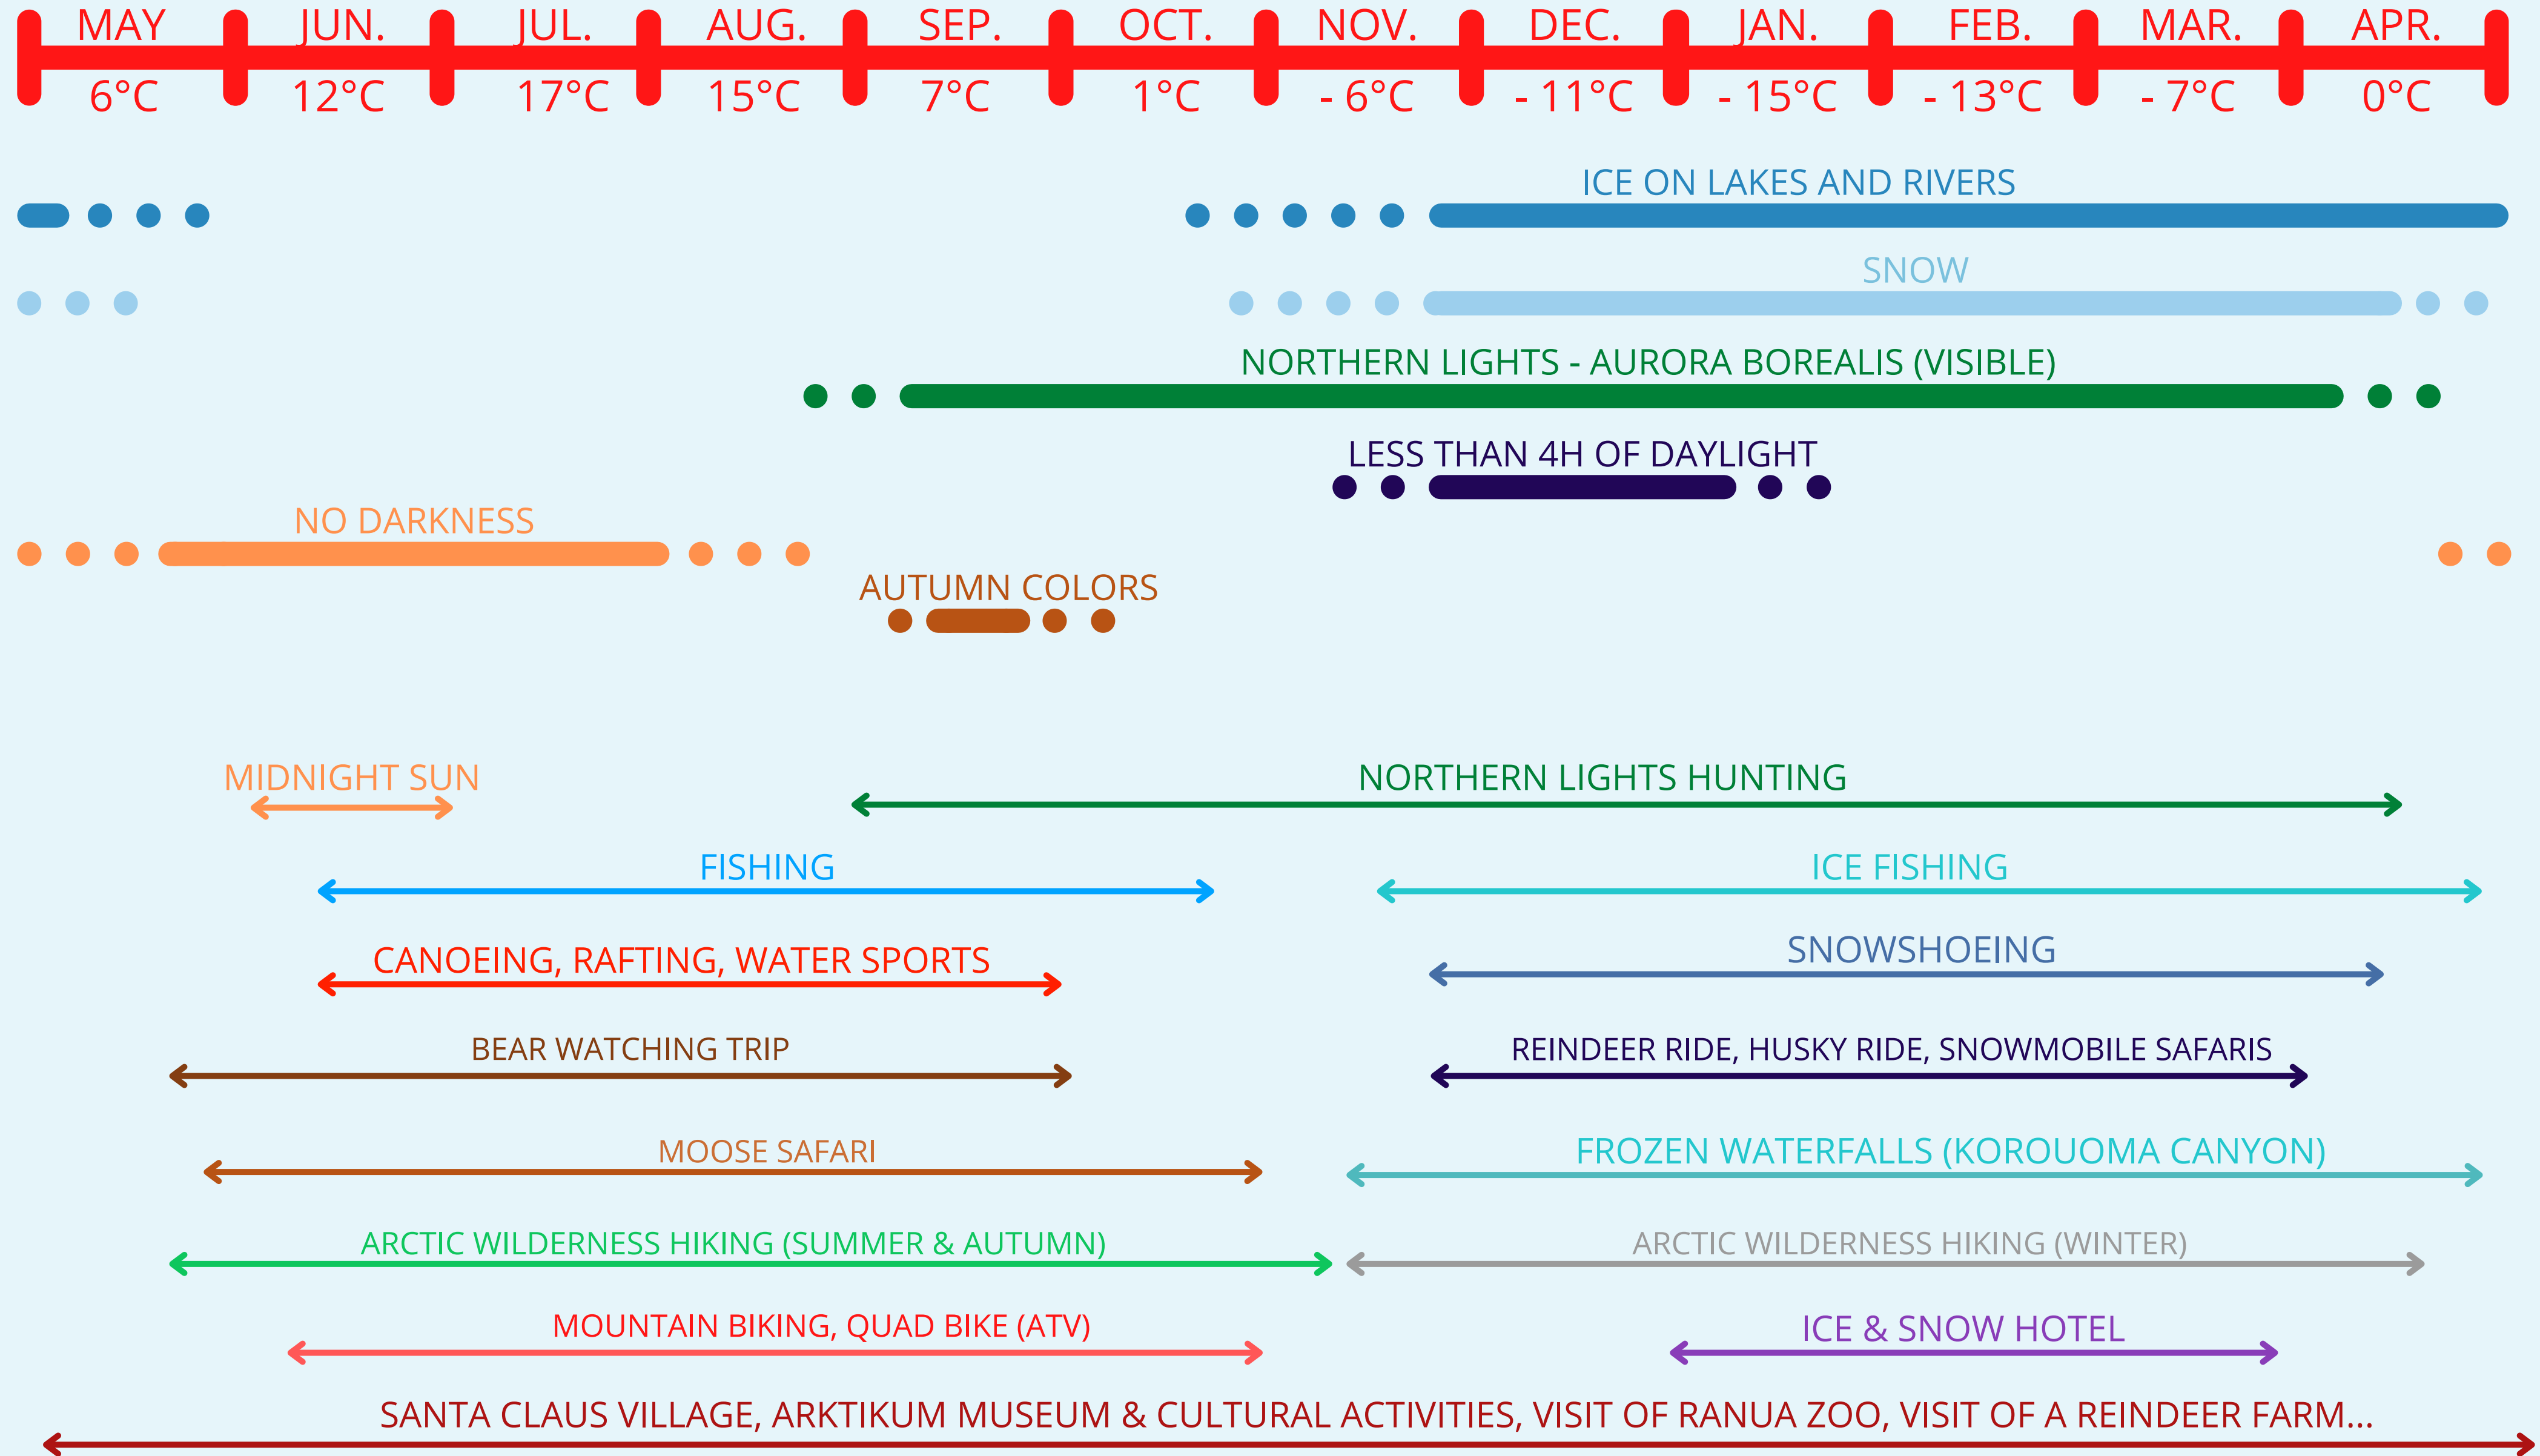 MAY JUN. JUL. AUG. SEP. OCT. NOV. DEC. JAN. FEB. MAR. APR.
6°C 12°C 17°C 15°C 7°C 1°C - 6°C - 11°C - 15°C - 13°C - 7°C 0°C
ICE ON LAKES AND RIVERS
SNOW
NORTHERN LIGHTS - AURORA BOREALIS (VISIBLE)
LESS THAN 4H OF DAYLIGHT
NO DARKNESS
AUTUMN COLORS
MIDNIGHT SUN
NORTHERN LIGHTS HUNTING
FISHING
ICE FISHING
CANOEING, RAFTING, WATER SPORTS
SNOWSHOEING
BEAR WATCHING TRIP
REINDEER RIDE, HUSKY RIDE, SNOWMOBILE SAFARIS
MOOSE SAFARI
FROZEN WATERFALLS (KOROUOMA CANYON)
ARCTIC WILDERNESS HIKING (SUMMER & AUTUMN)
ARCTIC WILDERNESS HIKING (WINTER)
MOUNTAIN BIKING, QUAD BIKE (ATV)
ICE & SNOW HOTEL
SANTA CLAUS VILLAGE, ARKTIKUM MUSEUM & CULTURAL ACTIVITIES, VISIT OF RANUA ZOO, VISIT OF A REINDEER FARM...